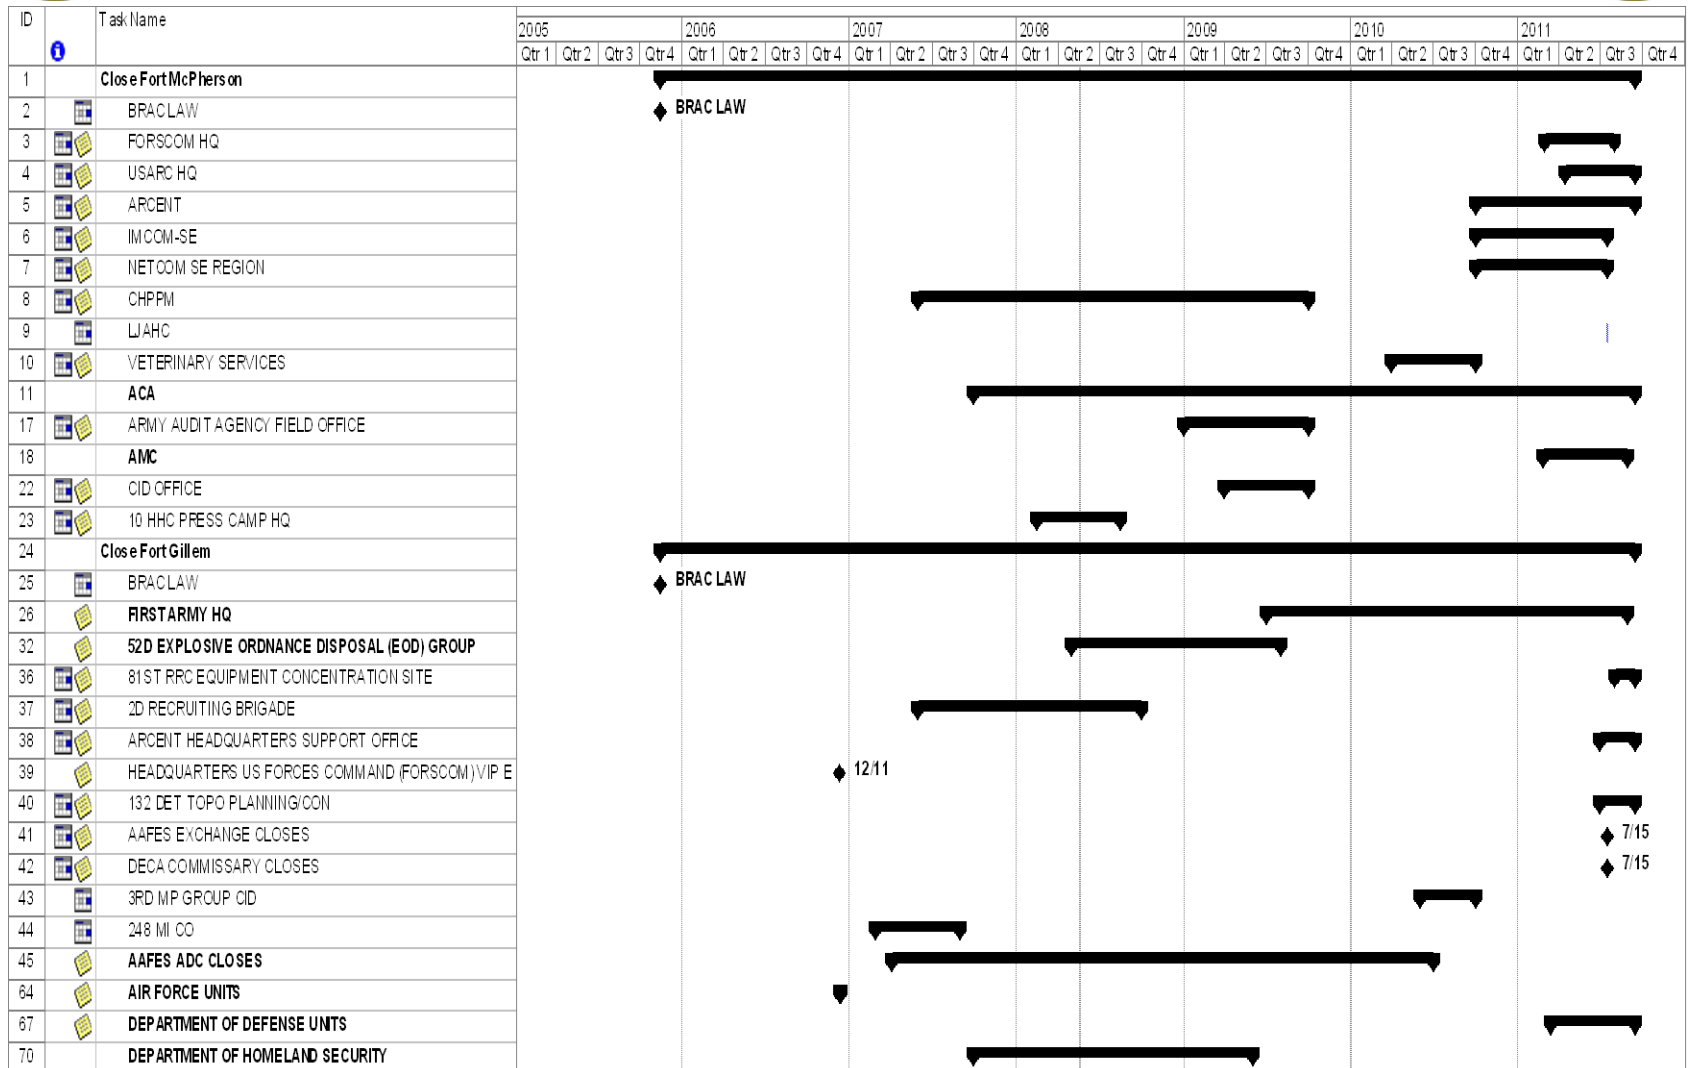 ID Task Name
2005 2006 2007 2008 2009 2010 2011
Qtr 1 Qtr 2 Qtr 3 Qtr 4 Qtr 1 Qtr 2 Qtr 3 Qtr 4 Qtr 1 Qtr 2 Qtr 3 Qtr 4 Qtr 1 Qtr 2 Qtr 3 Qtr 4 Qtr 1 Qtr 2 Qtr 3 Qtr 4 Qtr 1 Qtr 2 Qtr 3 Qtr 4 Qtr 1 Qtr 2 Qtr 3 Qtr 4
1 Close Fort McPherson
2 BRAC LAW BRAC LAW
3 FORSCOM HQ
4 USARC HQ
5 ARCENT
6 IMCOM-SE
7 NETCOM SE REGION
8 CHPPM
9 LJAHC
10 VETERINARY SERVICES
11 ACA
17 ARMY AUDIT AGENCY FIELD OFFICE
18 AMC
22 CID OFFICE
23 10 HHC PRESS CAMP HQ
24 Close Fort Gillem
25 BRAC LAW BRAC LAW
26 FIRST ARMY HQ
32 52D EXPLOSIVE ORDNANCE DISPOSAL (EOD) GROUP
36 81ST RRC EQUIPMENT CONCENTRATION SITE
37 2D RECRUITING BRIGADE
38 ARCENT HEADQUARTERS SUPPORT OFFICE
39 HEADQUARTERS US FORCES COMMAND (FORSCOM) VIP E 12/11
40 132 DET TOPO PLANNING/CON
41 AAFES EXCHANGE CLOSES 7/15
42 DECA COMMISSARY CLOSES 7/15
43 3RD MP GROUP CID
44 248 MI CO
45 AAFES ADC CLOSES
64 AIR FORCE UNITS
67 DEPARTMENT OF DEFENSE UNITS
70 DEPARTMENT OF HOMELAND SECURITY